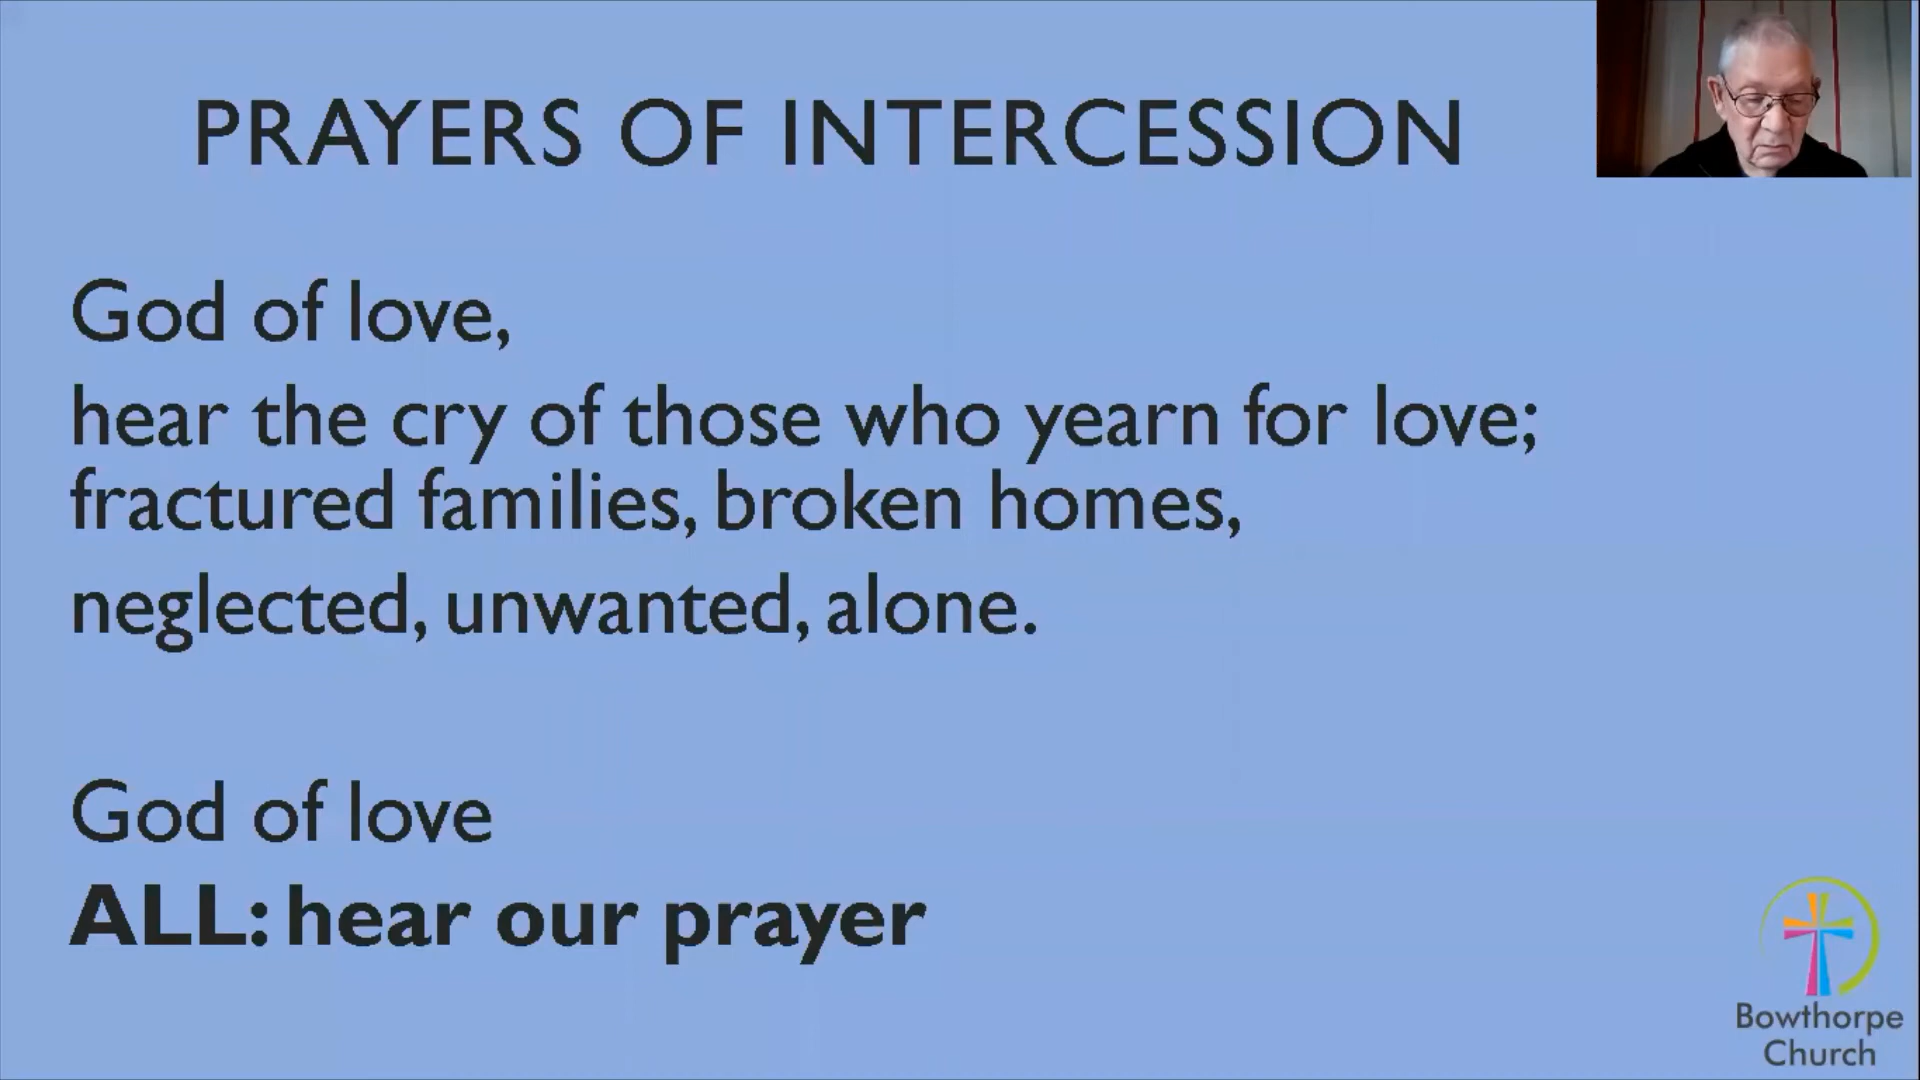 PRAYERS OF INTERCESSION
God of love,
hear the cry of those who yearn for love;
fractured families, broken homes,
neglected, unwanted, alone.
God of love
ALL: hear our prayer
Bowthorpe
Church